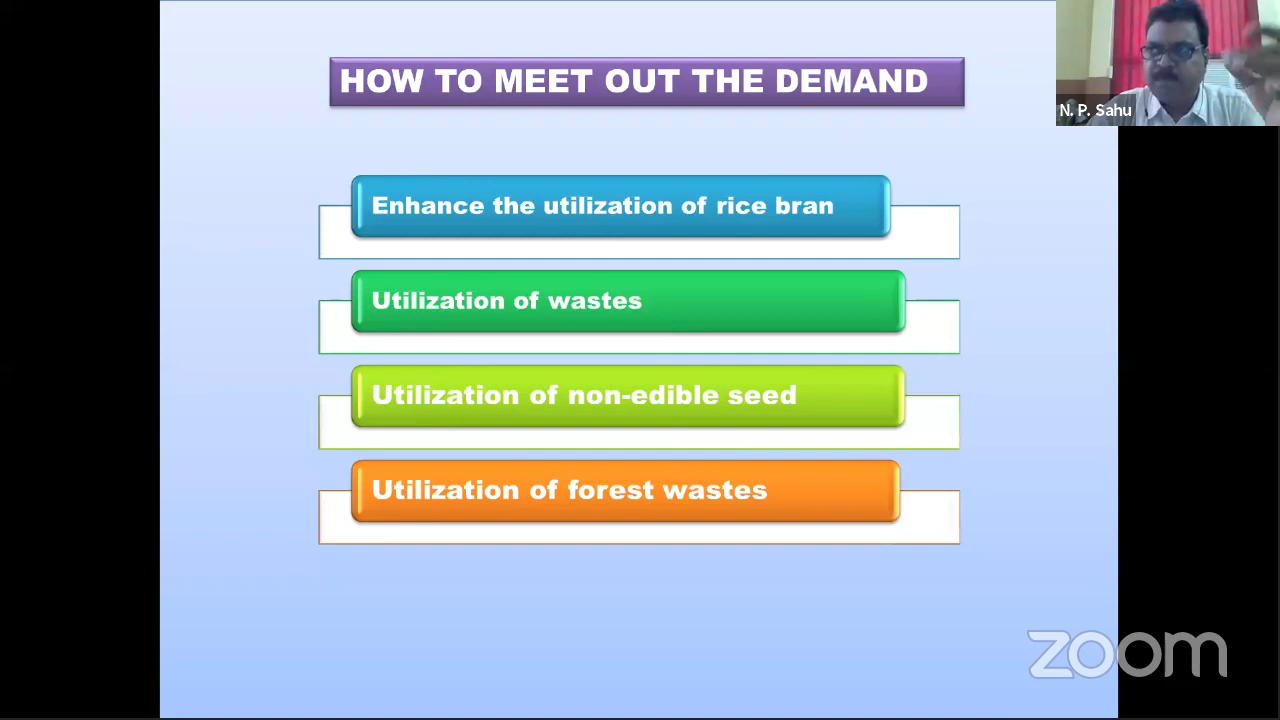 HOW TO MEET OUT THE DEMAND
N. P. Sahu
Enhance the utilization of rice bran
Utilization of wastes
Utilization of non-edible seed
Utilization of forest wastes
zoom